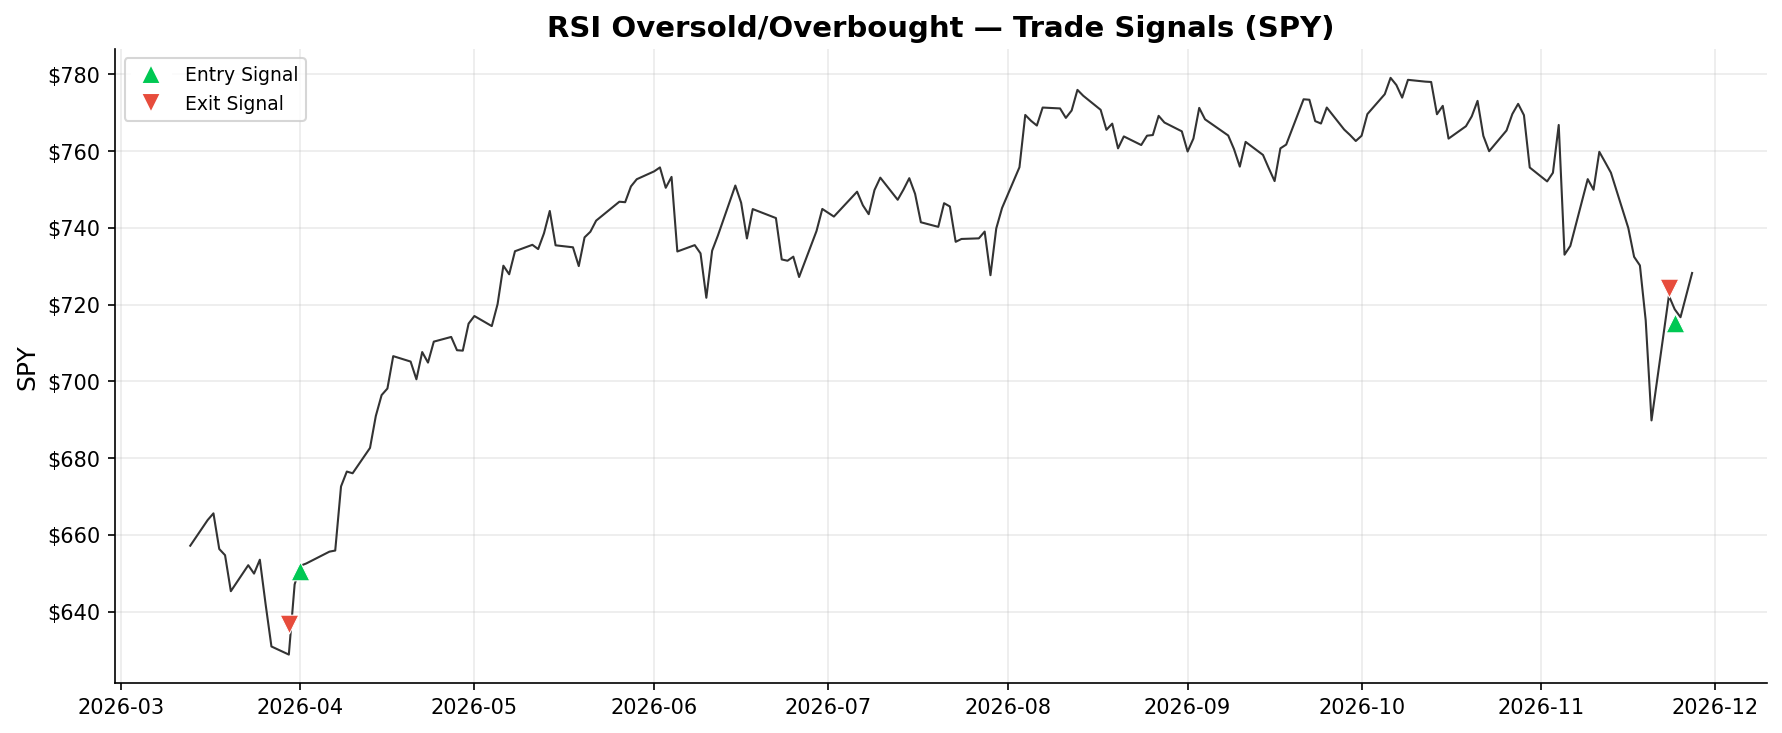 RSI Oversold/Overbought — Trade Signals (SPY)
Entry Signal
Exit Signal
SPY
$780
$760
$740
$720
$700
$680
$660
$640
2026-03 2026-04 2026-05 2026-06 2026-07 2026-08 2026-09 2026-10 2026-11 2026-12